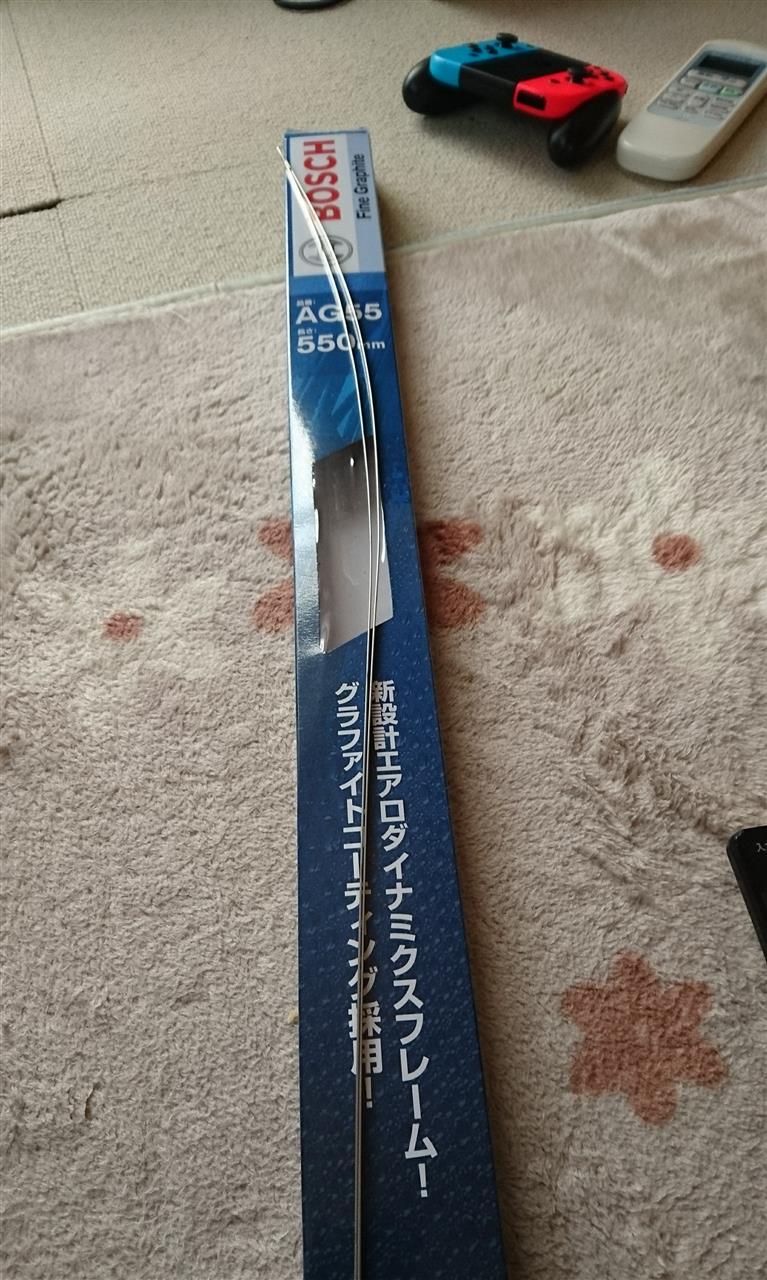 BOSCH
Fine Graphite
品番:
AG55
長さ:
550mm
新設計エアロダイナミクスフレーム!
グラファイトコーティング採用!
入